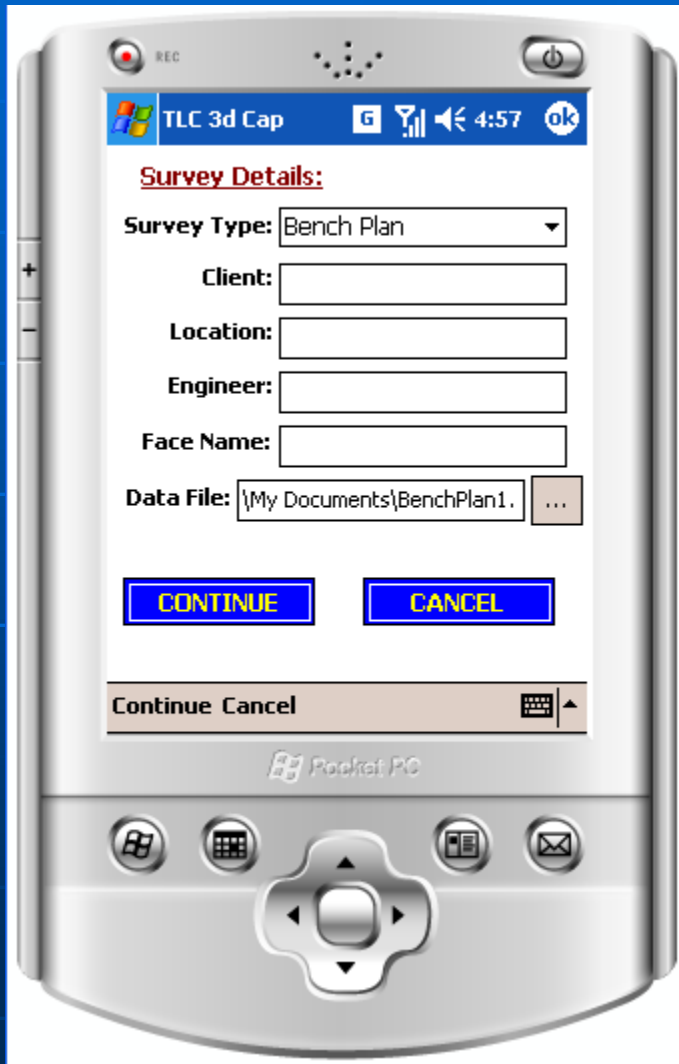 REC
TLC 3d Cap G 4:57 ok
Survey Details:
Survey Type: Bench Plan
Client:
Location:
Engineer:
Face Name:
Data File: \My Documents\BenchPlan1. ...
CONTINUE CANCEL
Continue Cancel
Pocket PC